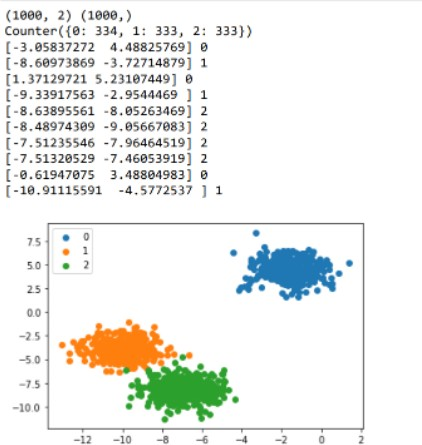 (1000, 2) (1000,)
Counter({0: 334, 1: 333, 2: 333})
[-3.05837272  4.48825769] 0
[-8.60973869 -3.72714879] 1
[1.37129721 5.23107449] 0
[-9.33917563 -2.9544469 ] 1
[-8.63895561 -8.05263469] 2
[-8.48974309 -9.05667083] 2
[-7.51235546 -7.96464519] 2
[-7.51320529 -7.46053919] 2
[-0.61947075  3.48804983] 0
[-10.91115591  -4.5772537 ] 1
0
1
2
7.5
5.0
2.5
0.0
−2.5
−5.0
−7.5
−10.0
−12 −10 −8 −6 −4 −2 0 2